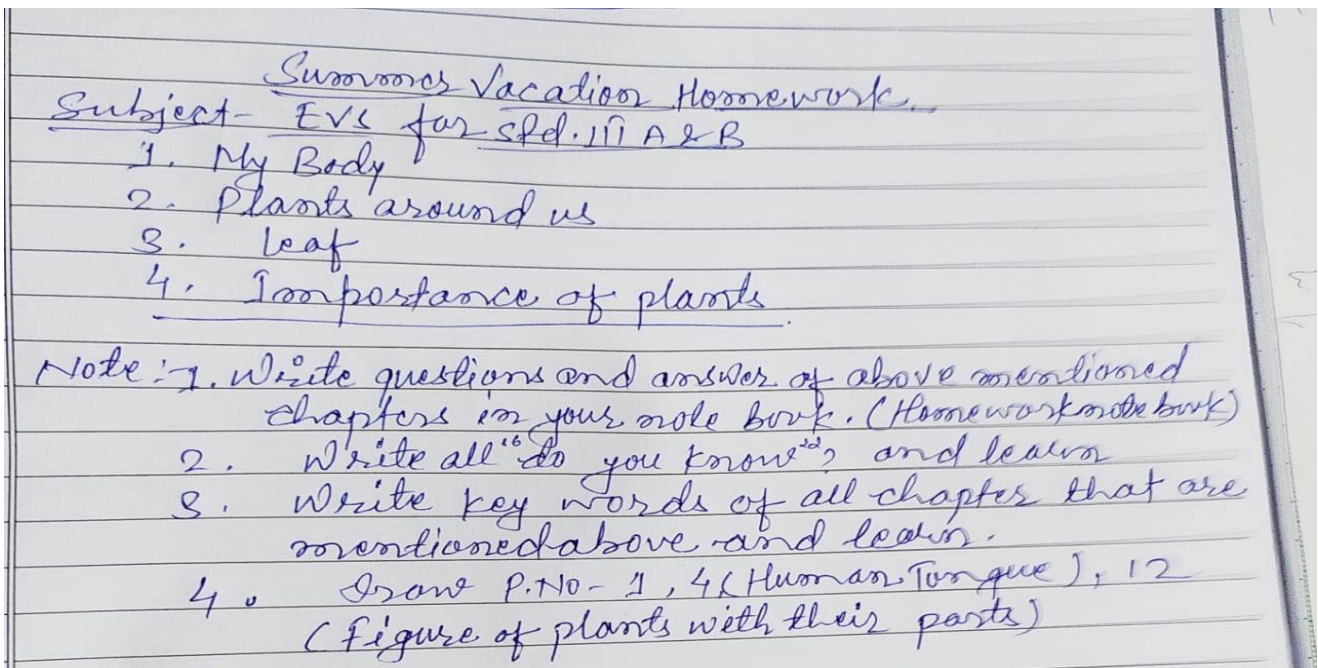 Summer Vacation Homework.
Subject- EVS for std. III A & B
1. My Body
2. Plants around us
3. leaf
4. Importance of plants.
Note :- 1. Write questions and answer of above mentioned
chapters in your note book. (Homework note book)
2. Write all "do you know"? and learn
3. Write key words of all chapter that are
mentioned above and learn.
4. Draw P.No- 1, 4 (Human Tongue), 12
(Figure of plants with their parts)